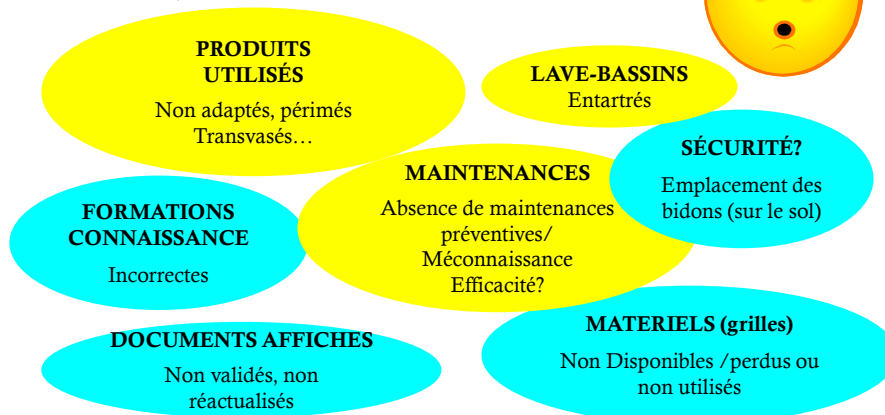 PRODUITS
UTILISÉS
Non adaptés, périmés
Transvasés…
LAVE-BASSINS
Entartrés
SÉCURITÉ?
Emplacement des
bidons (sur le sol)
MAINTENANCES
Absence de maintenances
préventives/
Méconnaissance
Efficacité?
FORMATIONS
CONNAISSANCE
Incorrectes
MATERIELS (grilles)
Non Disponibles /perdus ou
non utilisés
DOCUMENTS AFFICHES
Non validés, non
réactualisés